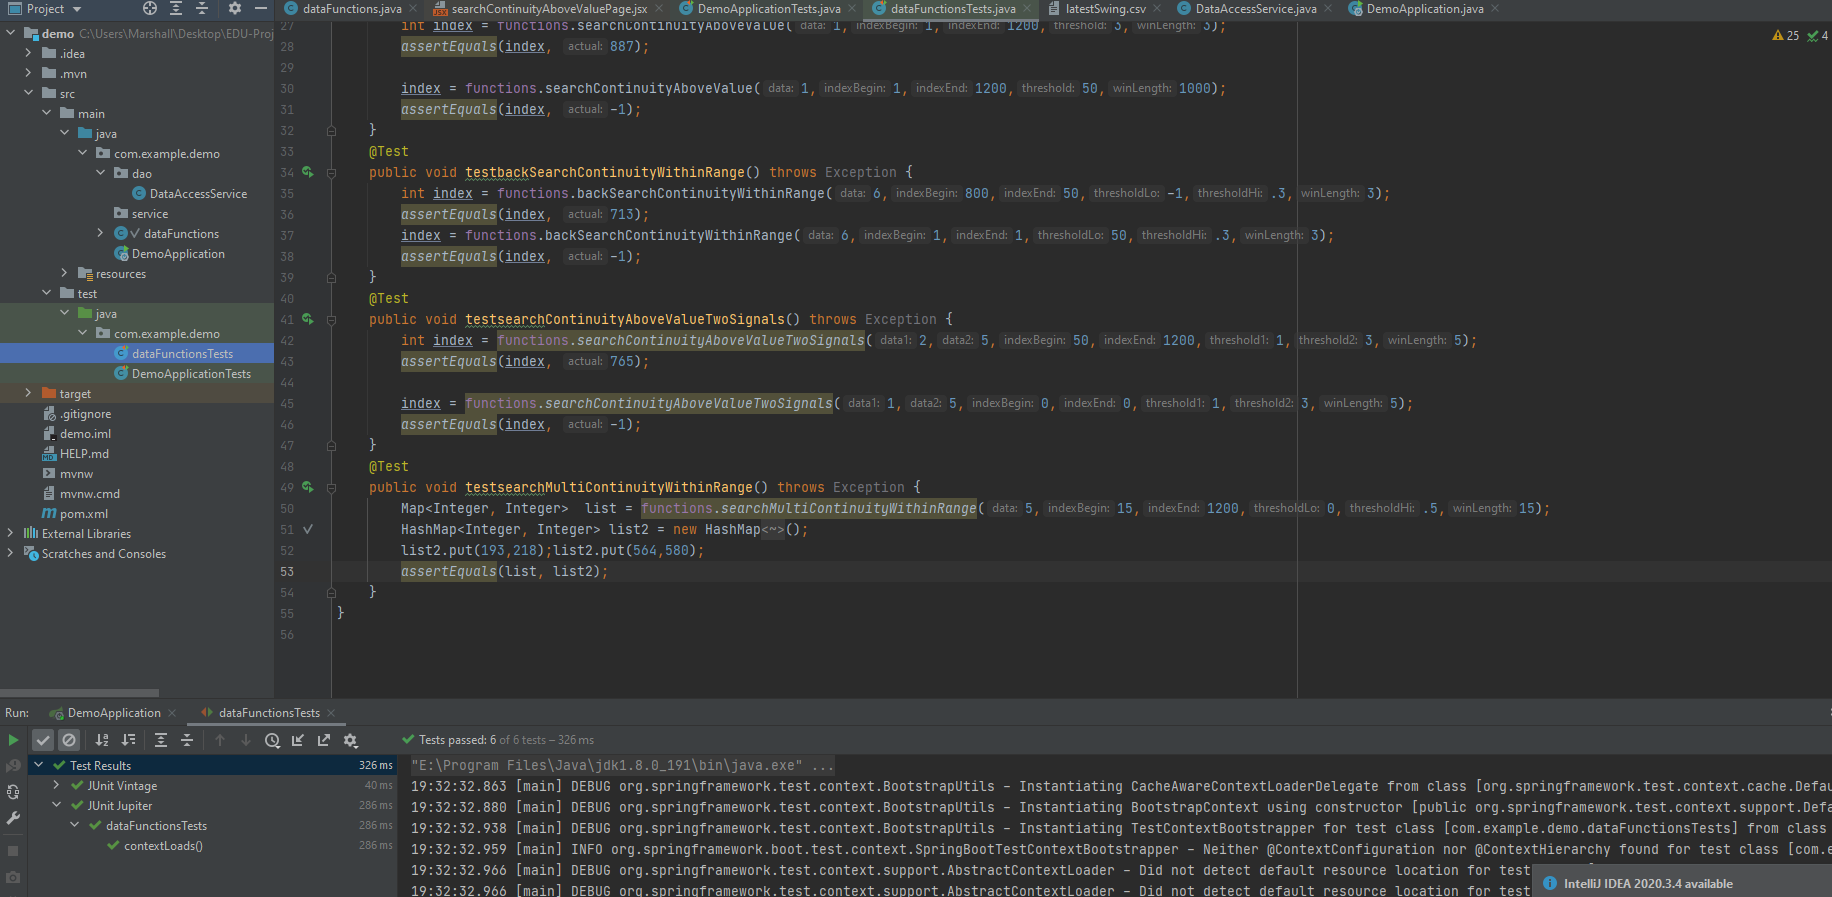 Project
dataFunctions.java
searchContinuityAboveValuePage.jsx
DemoApplicationTests.java
dataFunctionsTests.java
latestSwing.csv
DataAccessService.java
DemoApplication.java
demo C:\Users\Marshall\Desktop\EDU-Proj
.idea
.mvn
src
main
java
com.example.demo
dao
DataAccessService
service
dataFunctions
DemoApplication
resources
test
java
com.example.demo
dataFunctionsTests
DemoApplicationTests
target
.gitignore
demo.iml
HELP.md
mvnw
mvnw.cmd
pom.xml
External Libraries
Scratches and Consoles
25 4
27 int index = functions.searchContinuityAboveValue( data: 1, indexBegin: 1, indexEnd: 1200, threshold: 3, winLength: 3);
28 assertEquals(index, actual: 887);
29
30 index = functions.searchContinuityAboveValue( data: 1, indexBegin: 1, indexEnd: 1200, threshold: 50, winLength: 1000);
31 assertEquals(index, actual: -1);
32 }
33 @Test
34 public void testbackSearchContinuityWithinRange() throws Exception {
35 int index = functions.backSearchContinuityWithinRange( data: 6, indexBegin: 800, indexEnd: 50, thresholdLo: -1, thresholdHi: .3, winLength: 3);
36 assertEquals(index, actual: 713);
37 index = functions.backSearchContinuityWithinRange( data: 6, indexBegin: 1, indexEnd: 1, thresholdLo: 50, thresholdHi: .3, winLength: 3);
38 assertEquals(index, actual: -1);
39 }
40 @Test
41 public void testsearchContinuityAboveValueTwoSignals() throws Exception {
42 int index = functions.searchContinuityAboveValueTwoSignals( data1: 2, data2: 5, indexBegin: 50, indexEnd: 1200, threshold1: 1, threshold2: 3, winLength: 5);
43 assertEquals(index, actual: 765);
44
45 index = functions.searchContinuityAboveValueTwoSignals( data1: 1, data2: 5, indexBegin: 0, indexEnd: 0, threshold1: 1, threshold2: 3, winLength: 5);
46 assertEquals(index, actual: -1);
47 }
48 @Test
49 public void testsearchMultiContinuityWithinRange() throws Exception {
50 Map<Integer, Integer> list = functions.searchMultiContinuityWithinRange( data: 5, indexBegin: 15, indexEnd: 1200, thresholdLo: 0, thresholdHi: .5, winLength: 15);
51 HashMap<Integer, Integer> list2 = new HashMap<~>();
52 list2.put(193,218);list2.put(564,580);
53 assertEquals(list, list2);
54 }
55 }
56
Run: DemoApplication dataFunctionsTests
Tests passed: 6 of 6 tests – 326 ms
Test Results 326 ms
JUnit Vintage 40 ms
JUnit Jupiter 286 ms
dataFunctionsTests 286 ms
contextLoads() 286 ms
"E:\Program Files\Java\jdk1.8.0_191\bin\java.exe" ...
19:32:32.863 [main] DEBUG org.springframework.test.context.BootstrapUtils - Instantiating CacheAwareContextLoaderDelegate from class [org.springframework.test.context.cache.Defau
19:32:32.880 [main] DEBUG org.springframework.test.context.BootstrapUtils - Instantiating BootstrapContext using constructor [public org.springframework.test.context.support.Defa
19:32:32.938 [main] DEBUG org.springframework.test.context.BootstrapUtils - Instantiating TestContextBootstrapper for test class [com.example.demo.dataFunctionsTests] from class
19:32:32.959 [main] INFO org.springframework.boot.test.context.SpringBootTestContextBootstrapper - Neither @ContextConfiguration nor @ContextHierarchy found for test class [com.e
19:32:32.966 [main] DEBUG org.springframework.test.context.support.AbstractContextLoader - Did not detect default resource location for test
19:32:32.966 [main] DEBUG org.springframework.test.context.support.AbstractContextLoader - Did not detect default resource location for test
IntelliJ IDEA 2020.3.4 available